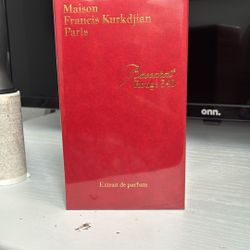 Maison
Francis Kurkdjian
Paris
Baccarat
Rouge 540
Extrait de parfum
onn.